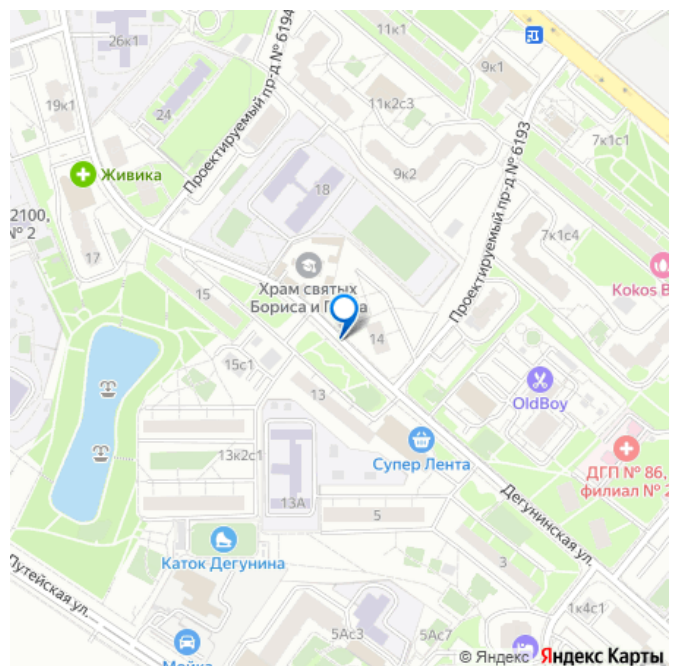 26к1
11к1
9к1
Проектируемый пр-д № 6194
19к1
24
11к2с3
7к1с1
Проектируемый пр-д № 6193
Живика
9к2
18
2100,
№ 2
7к1с4
17
Храм святых
Бориса и Г
15
Kokos B
14
15с1
13
OldBoy
Супер Лента
13к2с1
ДГП № 86,
филиал № 2
13А
5
Дегунинская ул.
Каток Дегунина
3
Путейская ул.
1к4с1
5Ас3
5Ас7
Мойка
© Яндекс Яндекс Карты